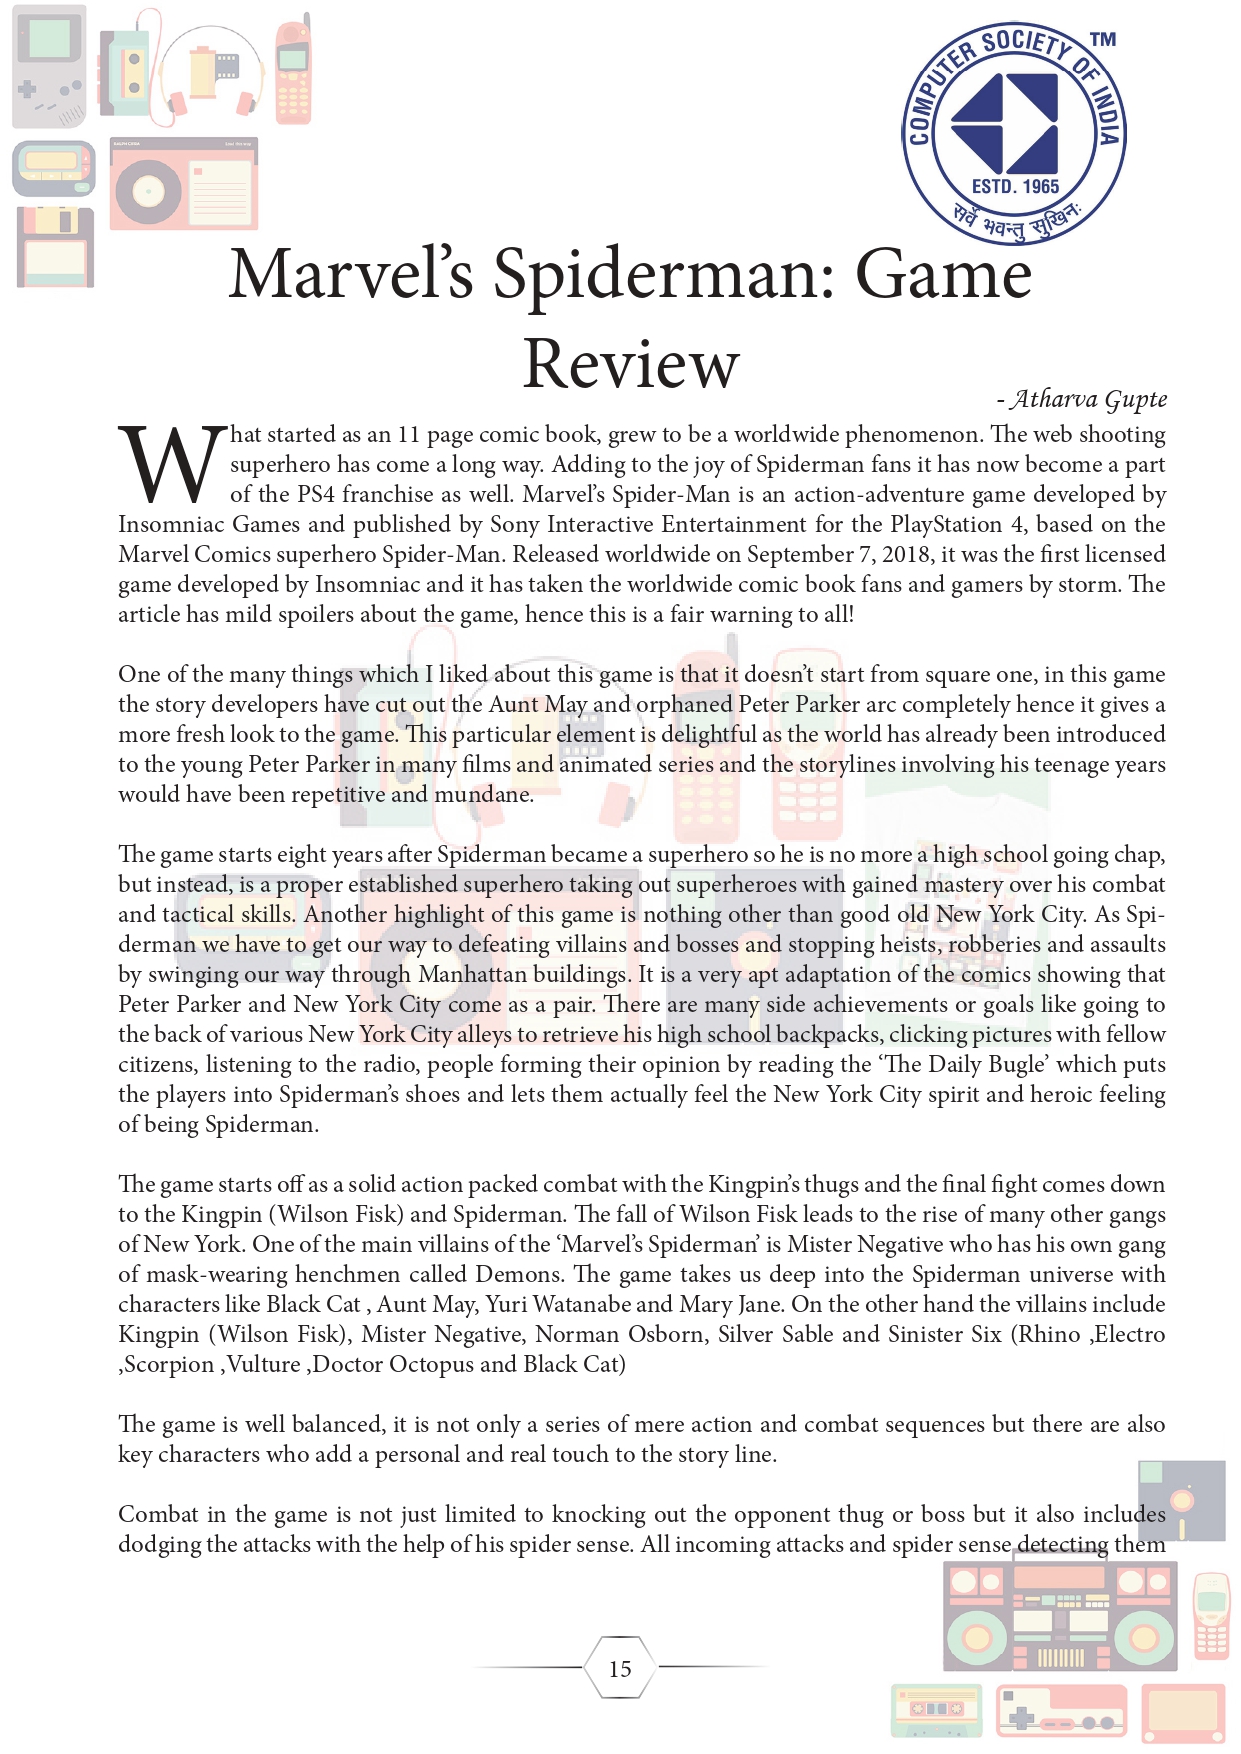 COMPUTER SOCIETY OF INDIA
TM
ESTD. 1965
सर्वे भवन्तु सुखिनः
Marvel’s Spiderman: Game
Review
- Atharva Gupte
What started as an 11 page comic book, grew to be a worldwide phenomenon. The web shooting
superhero has come a long way. Adding to the joy of Spiderman fans it has now become a part
of the PS4 franchise as well. Marvel’s Spider-Man is an action-adventure game developed by
Insomniac Games and published by Sony Interactive Entertainment for the PlayStation 4, based on the
Marvel Comics superhero Spider-Man. Released worldwide on September 7, 2018, it was the first licensed
game developed by Insomniac and it has taken the worldwide comic book fans and gamers by storm. The
article has mild spoilers about the game, hence this is a fair warning to all!
One of the many things which I liked about this game is that it doesn’t start from square one, in this game
the story developers have cut out the Aunt May and orphaned Peter Parker arc completely hence it gives a
more fresh look to the game. This particular element is delightful as the world has already been introduced
to the young Peter Parker in many films and animated series and the storylines involving his teenage years
would have been repetitive and mundane.
The game starts eight years after Spiderman became a superhero so he is no more a high school going chap,
but instead, is a proper established superhero taking out superheroes with gained mastery over his combat
and tactical skills. Another highlight of this game is nothing other than good old New York City. As Spi-
derman we have to get our way to defeating villains and bosses and stopping heists, robberies and assaults
by swinging our way through Manhattan buildings. It is a very apt adaptation of the comics showing that
Peter Parker and New York City come as a pair. There are many side achievements or goals like going to
the back of various New York City alleys to retrieve his high school backpacks, clicking pictures with fellow
citizens, listening to the radio, people forming their opinion by reading the ‘The Daily Bugle’ which puts
the players into Spiderman’s shoes and lets them actually feel the New York City spirit and heroic feeling
of being Spiderman.
The game starts off as a solid action packed combat with the Kingpin’s thugs and the final fight comes down
to the Kingpin (Wilson Fisk) and Spiderman. The fall of Wilson Fisk leads to the rise of many other gangs
of New York. One of the main villains of the ‘Marvel’s Spiderman’ is Mister Negative who has his own gang
of mask-wearing henchmen called Demons. The game takes us deep into the Spiderman universe with
characters like Black Cat , Aunt May, Yuri Watanabe and Mary Jane. On the other hand the villains include
Kingpin (Wilson Fisk), Mister Negative, Norman Osborn, Silver Sable and Sinister Six (Rhino ,Electro
,Scorpion ,Vulture ,Doctor Octopus and Black Cat)
The game is well balanced, it is not only a series of mere action and combat sequences but there are also
key characters who add a personal and real touch to the story line.
Combat in the game is not just limited to knocking out the opponent thug or boss but it also includes
dodging the attacks with the help of his spider sense. All incoming attacks and spider sense detecting them
15